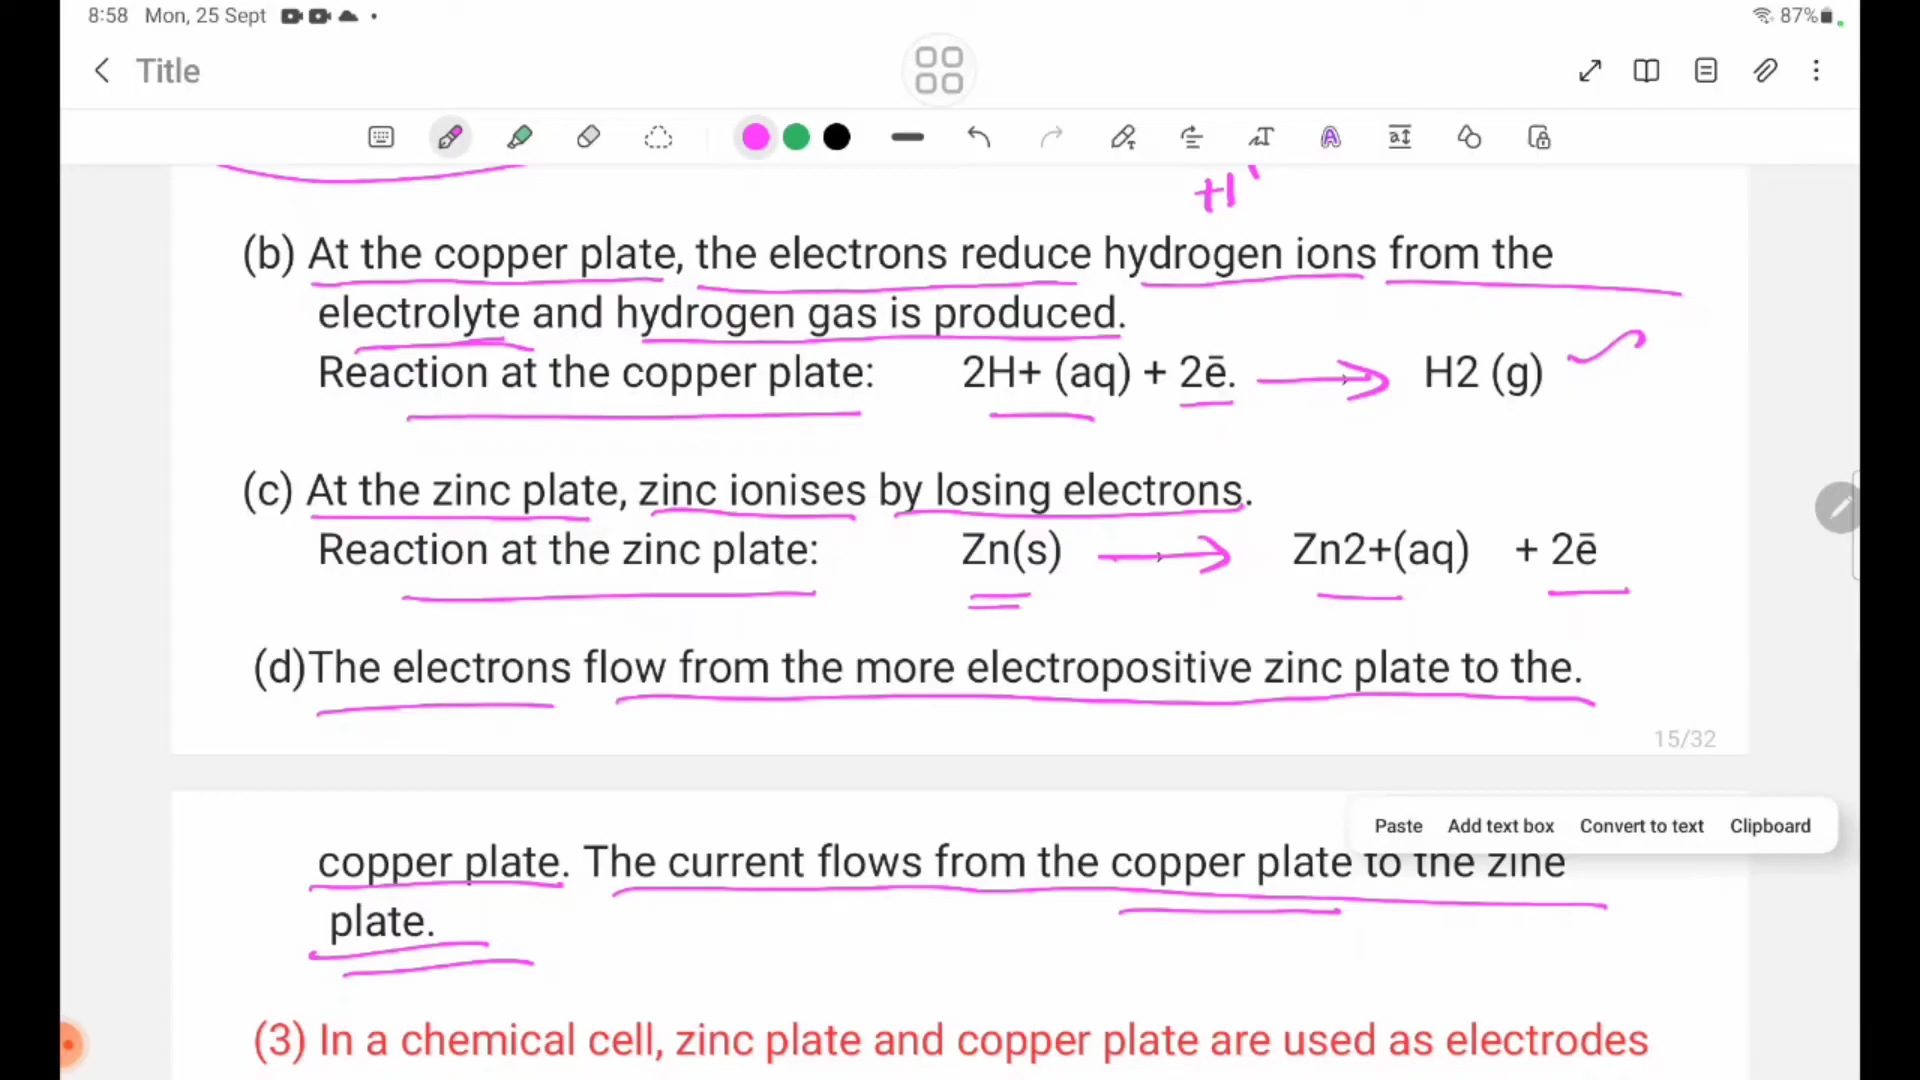 8:58 Mon, 25 Sept
87%
Title
H
(b) At the copper plate, the electrons reduce hydrogen ions from the
electrolyte and hydrogen gas is produced.
Reaction at the copper plate: 2H+ (aq) + 2ē. H2 (g)
(c) At the zinc plate, zinc ionises by losing electrons.
Reaction at the zinc plate: Zn(s) Zn2+(aq) + 2ē
(d)The electrons flow from the more electropositive zinc plate to the.
15/32
Paste Add text box Convert to text Clipboard
copper plate. The current flows from the copper plate to the zine
plate.
(3) In a chemical cell, zinc plate and copper plate are used as electrodes